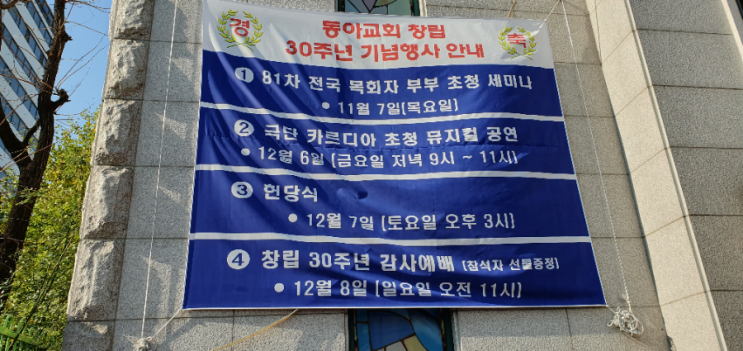 경 동아교회 창립 축
30주년 기념행사 안내
① 81차 전국 목회자 부부 초청 세미나
• 11월 7일(목요일)
② 극단 카르디아 초청 뮤지컬 공연
• 12월 6일 (금요일 저녁 9시 ~ 11시)
③ 헌당식
• 12월 7일 (토요일 오후 3시)
④ 창립 30주년 감사예배 (참석자 선물증정)
• 12월 8일 (일요일 오전 11시)